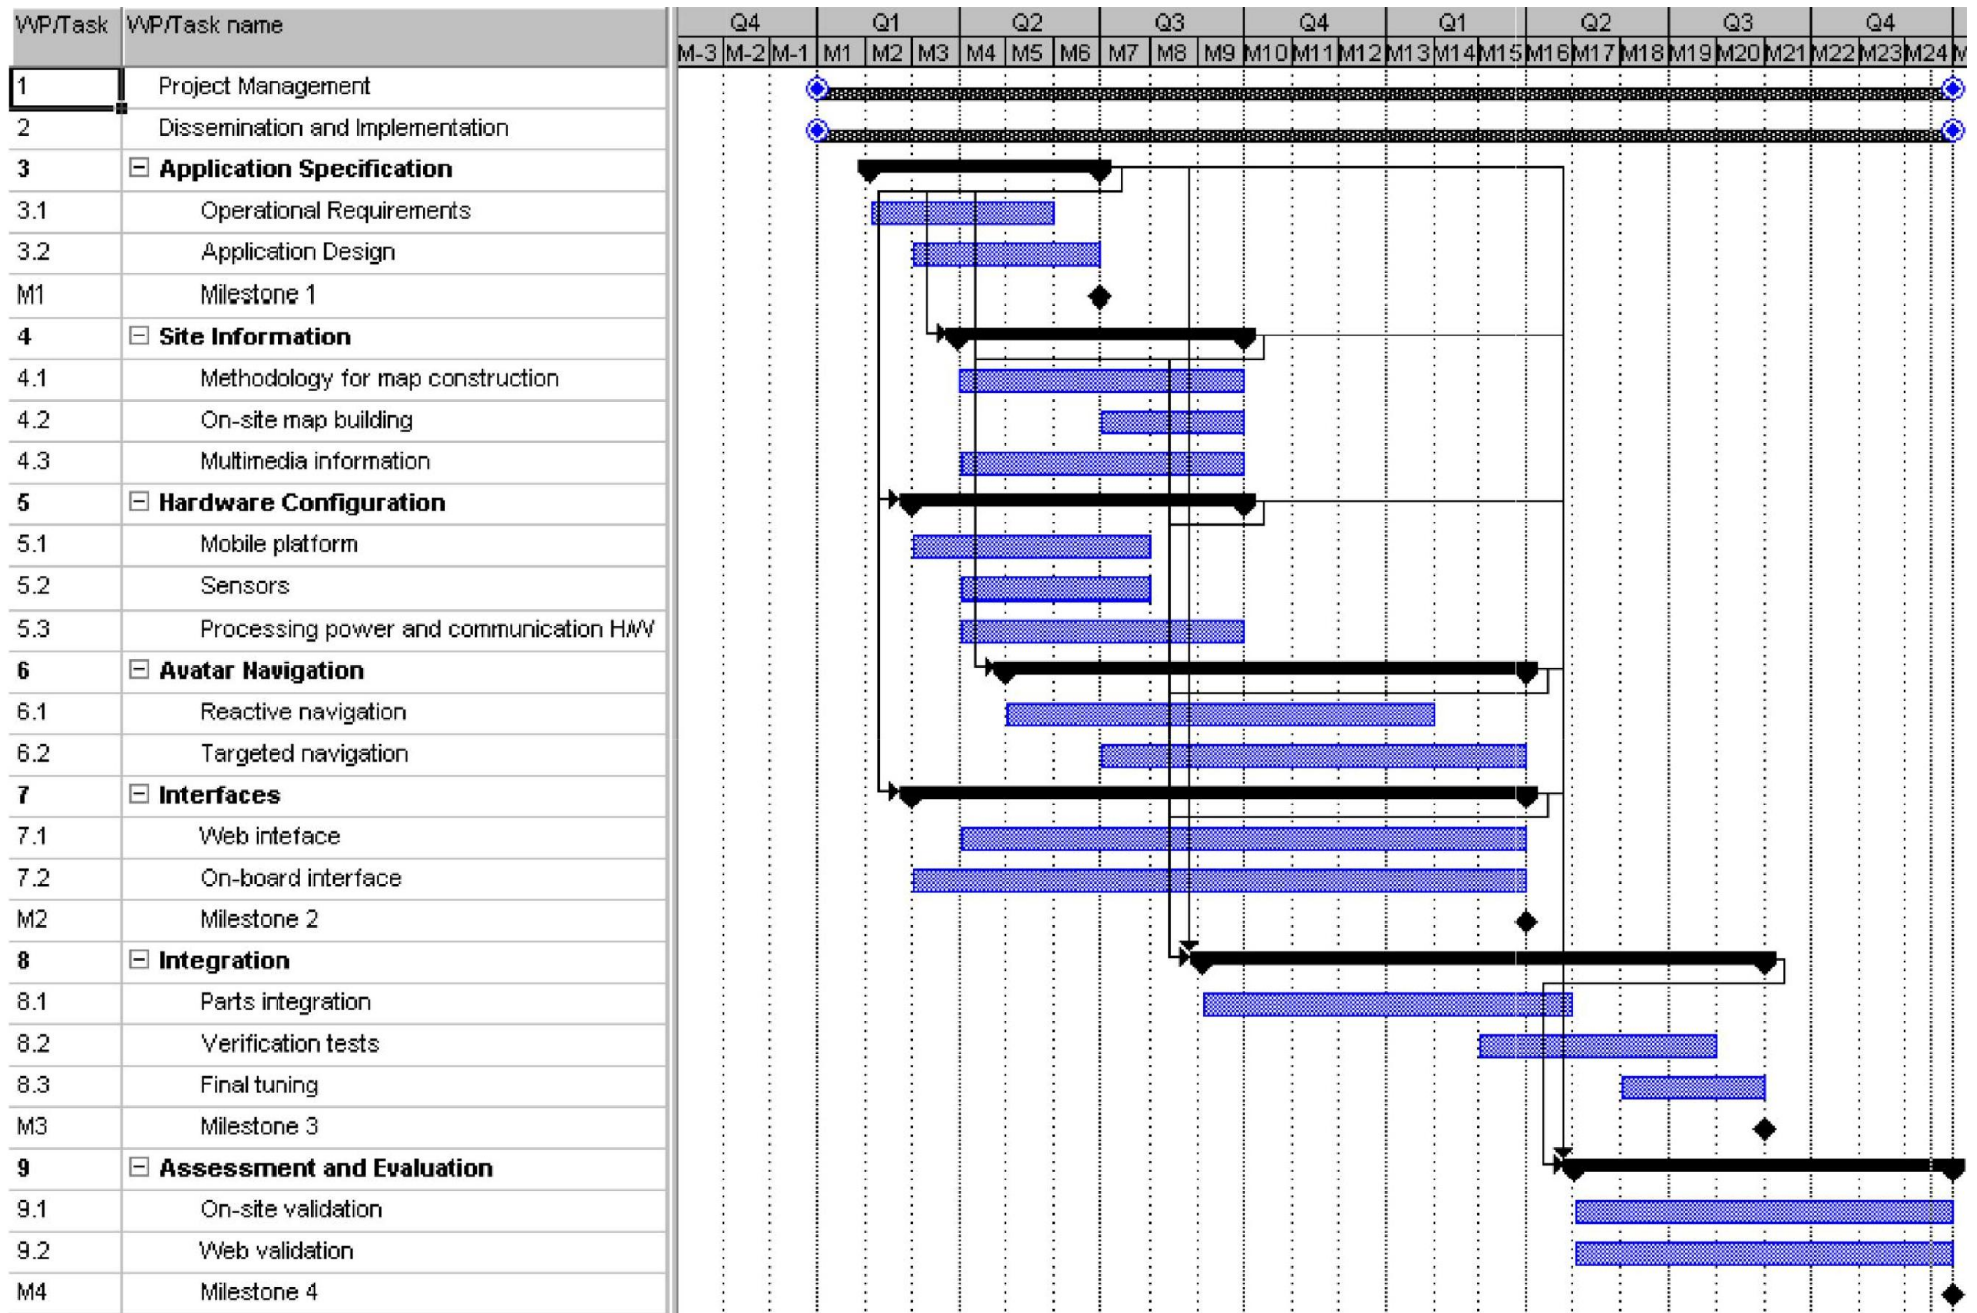 WP/Task WP/Task name Q4 Q1 Q2 Q3 Q4 Q1 Q2 Q3 Q4
M-3 M-2 M-1 M1 M2 M3 M4 M5 M6 M7 M8 M9 M10 M11 M12 M13 M14 M15 M16 M17 M18 M19 M20 M21 M22 M23 M24 M
1 Project Management
2 Dissemination and Implementation
3 Application Specification
3.1 Operational Requirements
3.2 Application Design
M1 Milestone 1
4 Site Information
4.1 Methodology for map construction
4.2 On-site map building
4.3 Multimedia information
5 Hardware Configuration
5.1 Mobile platform
5.2 Sensors
5.3 Processing power and communication H/W
6 Avatar Navigation
6.1 Reactive navigation
6.2 Targeted navigation
7 Interfaces
7.1 Web inteface
7.2 On-board interface
M2 Milestone 2
8 Integration
8.1 Parts integration
8.2 Verification tests
8.3 Final tuning
M3 Milestone 3
9 Assessment and Evaluation
9.1 On-site validation
9.2 Web validation
M4 Milestone 4